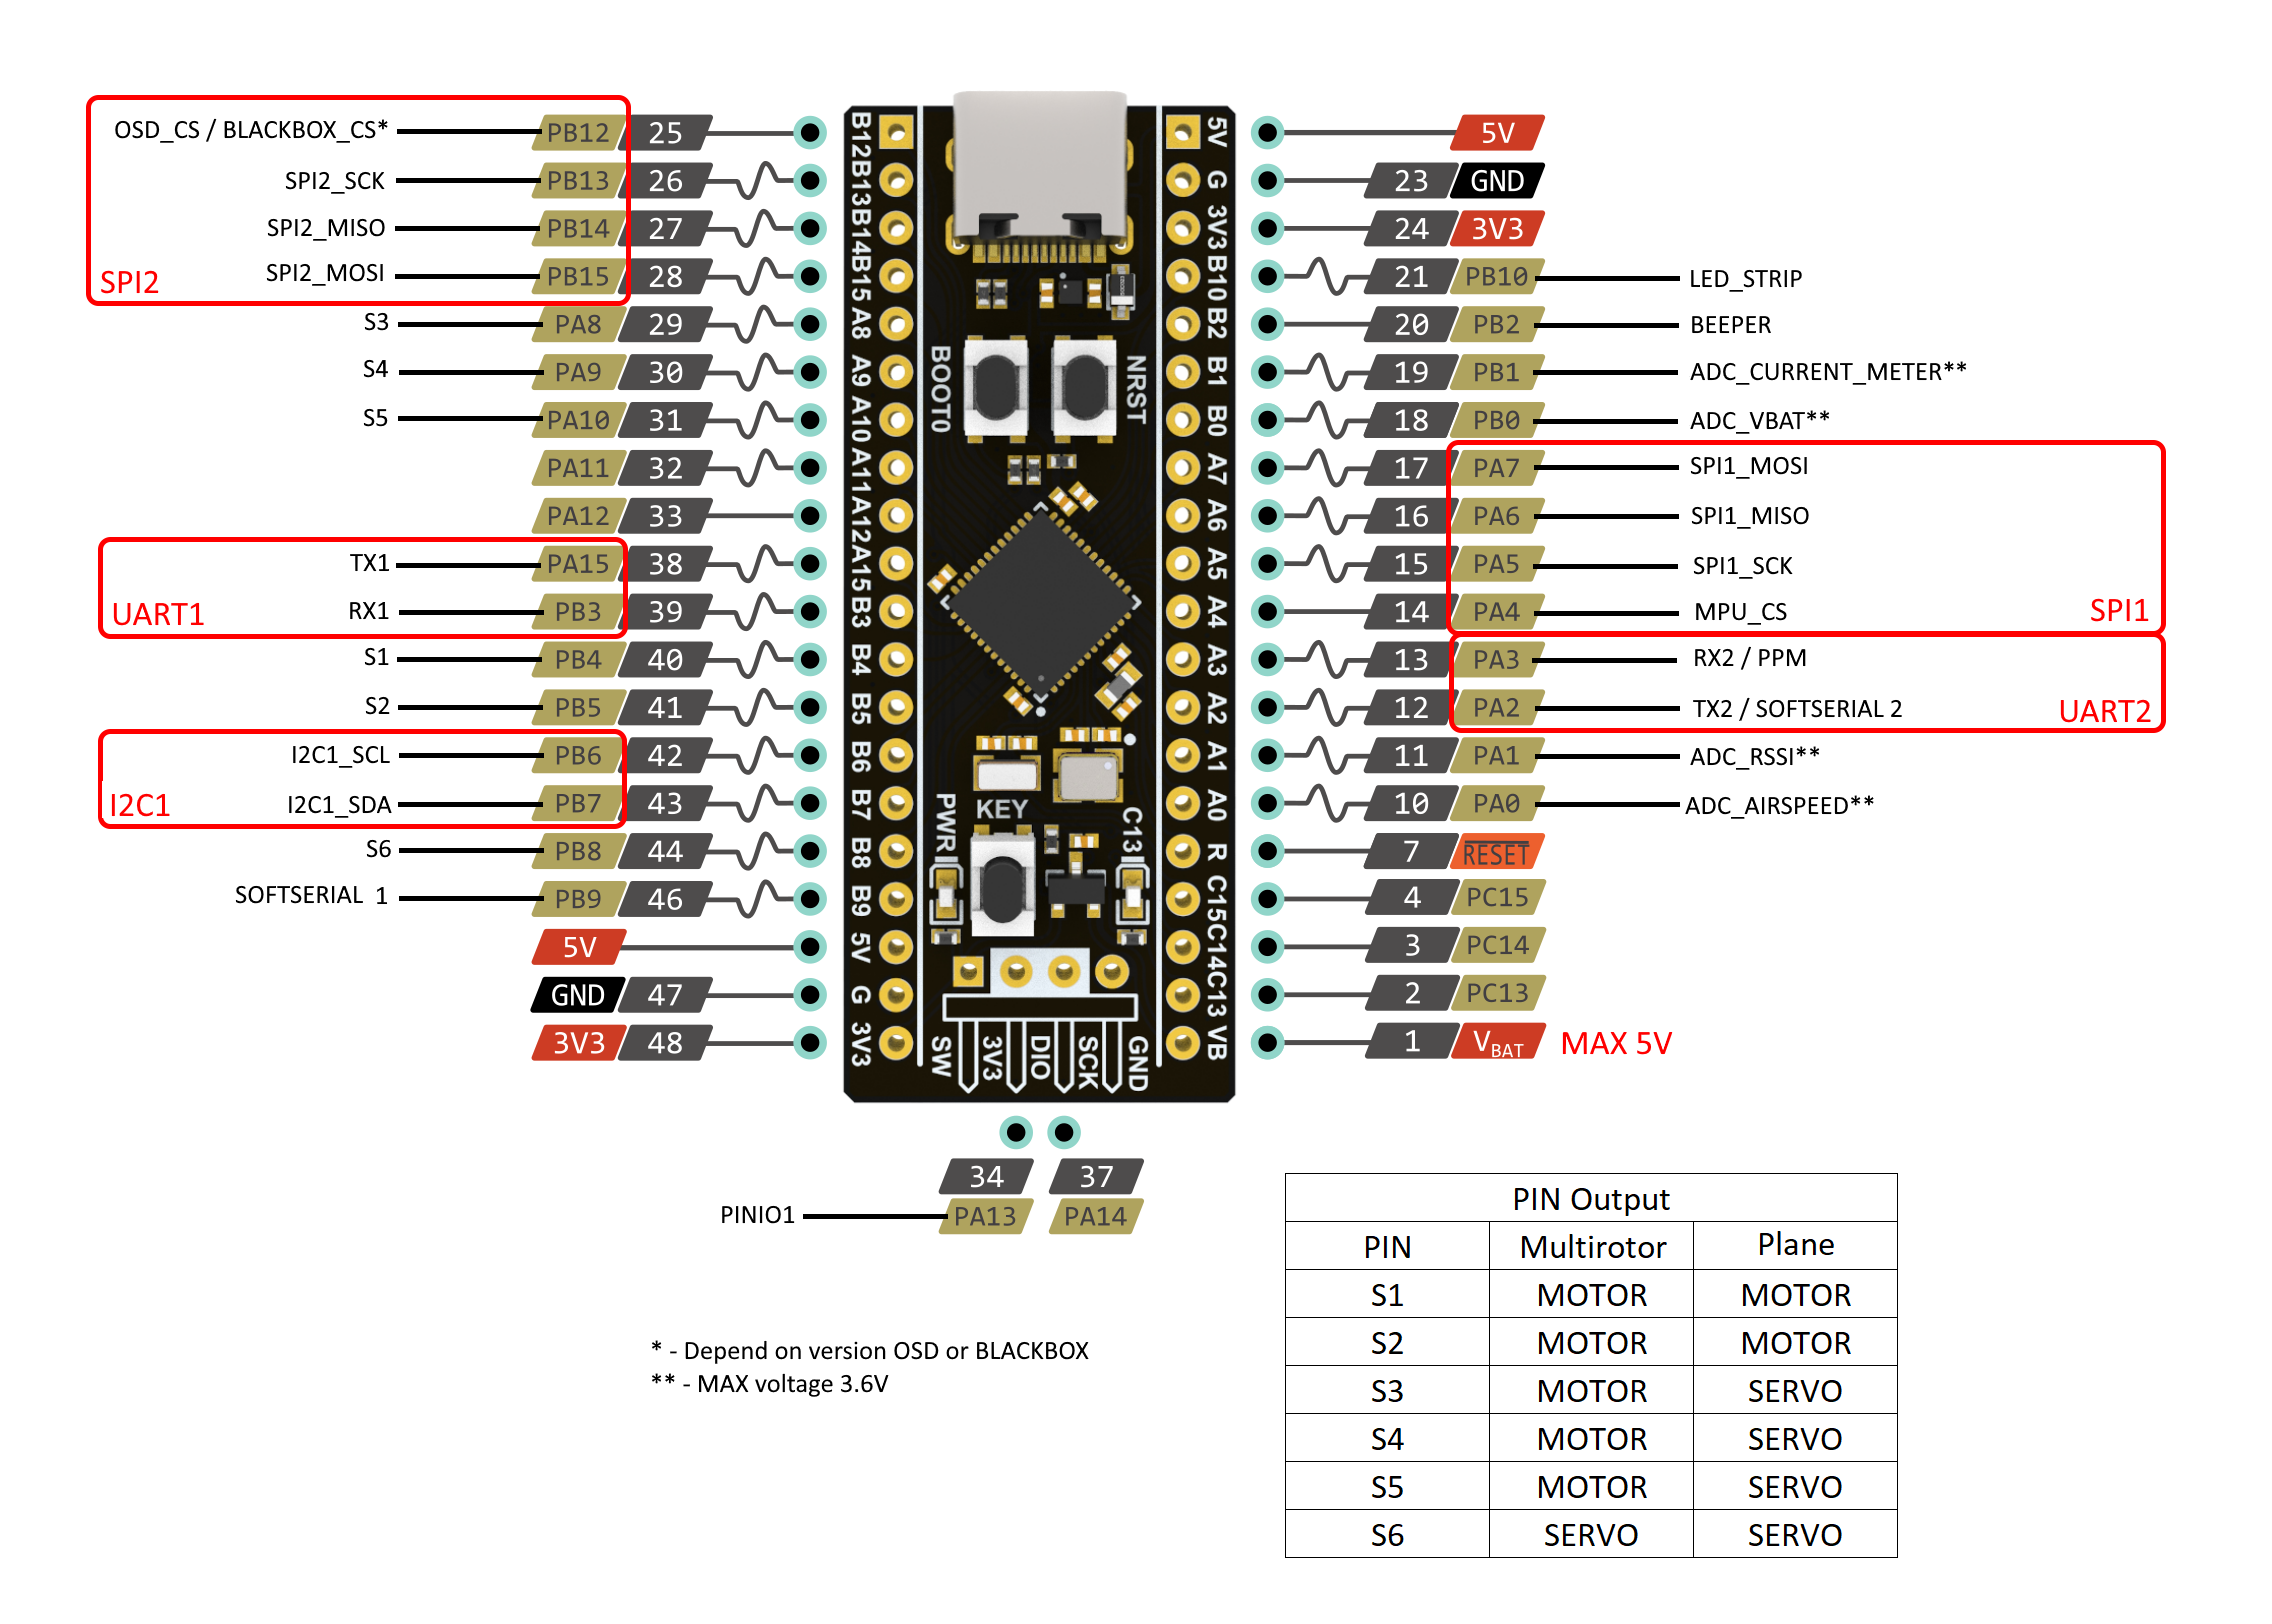 OSD_CS / BLACKBOX_CS* PB12 25
SPI2_SCK PB13 26
SPI2_MISO PB14 27
SPI2_MOSI PB15 28
SPI2
S3 PA8 29
S4 PA9 30
S5 PA10 31
PA11 32
PA12 33
TX1 PA15 38
RX1 PB3 39
UART1
S1 PB4 40
S2 PB5 41
I2C1_SCL PB6 42
I2C1_SDA PB7 43
I2C1
S6 PB8 44
SOFTSERIAL 1 PB9 46
5V
GND 47
3V3 48
B12
B13
B14
B15
A8
A9
A10
A11
A12
A15
B3
B4
B5
B6
B7
B8
B9
5V
G
3V3
BOOT0
NRST
KEY
PWR
C13
SW
3V3
DIO
SCK
GND
5V
G
3V3
B10
B2
B1
B0
A7
A6
A5
A4
A3
A2
A1
A0
R
C15
C14
C13
VB
5V
23 GND
24 3V3
21 PB10 LED_STRIP
20 PB2 BEEPER
19 PB1 ADC_CURRENT_METER**
18 PB0 ADC_VBAT**
17 PA7 SPI1_MOSI
16 PA6 SPI1_MISO
15 PA5 SPI1_SCK
14 PA4 MPU_CS
SPI1
13 PA3 RX2 / PPM
12 PA2 TX2 / SOFTSERIAL 2
UART2
11 PA1 ADC_RSSI**
10 PA0 ADC_AIRSPEED**
7 RESET
4 PC15
3 PC14
2 PC13
1 VBAT MAX 5V
34 37
PINIO1 PA13 PA14
* - Depend on version OSD or BLACKBOX
** - MAX voltage 3.6V
PIN Output
PIN Multirotor Plane
S1 MOTOR MOTOR
S2 MOTOR MOTOR
S3 MOTOR SERVO
S4 MOTOR SERVO
S5 MOTOR SERVO
S6 SERVO SERVO